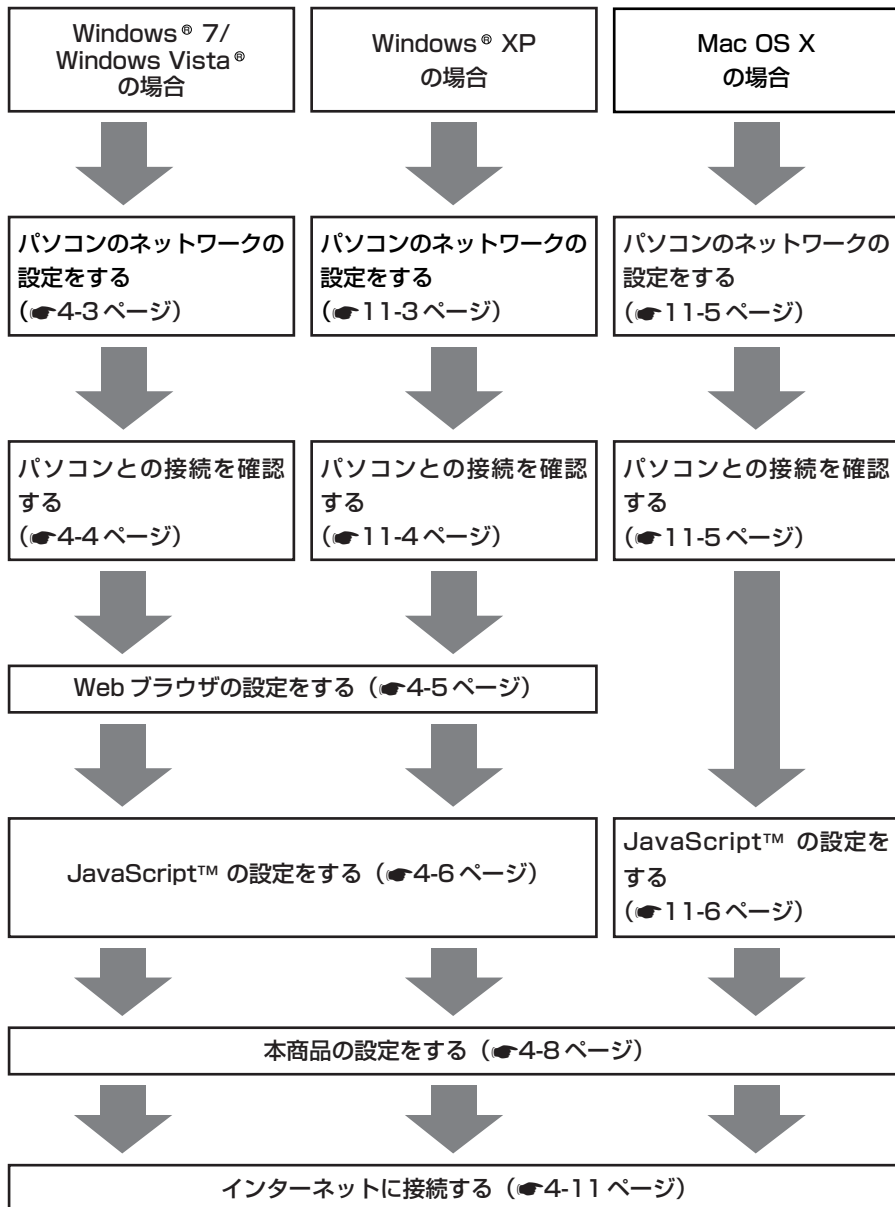 Windows® 7/
Windows Vista®
の場合
Windows® XP
の場合
Mac OS X
の場合
パソコンのネットワークの
設定をする
(☛4-3ページ)
パソコンのネットワークの
設定をする
(☛11-3ページ)
パソコンのネットワークの
設定をする
(☛11-5ページ)
パソコンとの接続を確認
する
(☛4-4ページ)
パソコンとの接続を確認
する
(☛11-4ページ)
パソコンとの接続を確認
する
(☛11-5ページ)
Web ブラウザの設定をする（☛4-5ページ）
JavaScript™ の設定をする（☛4-6ページ）
JavaScript™ の設定を
する
(☛11-6ページ)
本商品の設定をする（☛4-8ページ）
インターネットに接続する（☛4-11ページ）